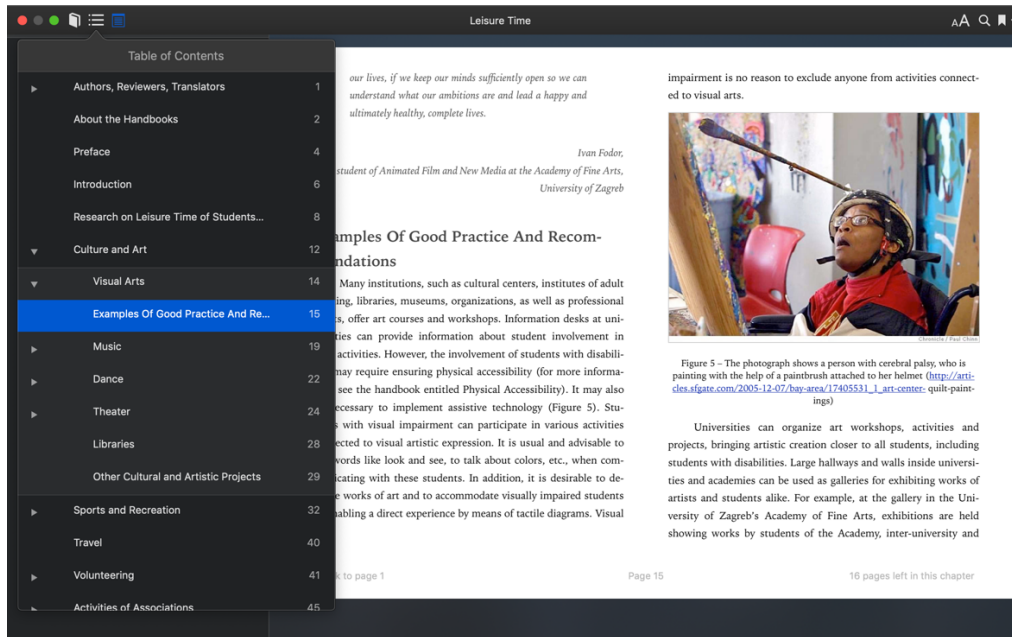 Leisure Time
AA
Table of Contents
Authors, Reviewers, Translators 1
About the Handbooks 2
Preface 4
Introduction 6
Research on Leisure Time of Students... 8
Culture and Art 12
Visual Arts 14
Examples Of Good Practice And Re... 15
Music 19
Dance 22
Theater 24
Libraries 28
Other Cultural and Artistic Projects 29
Sports and Recreation 32
Travel 40
Volunteering 41
Activities of Associations 45
our lives, if we keep our minds sufficiently open so we can
understand what our ambitions are and lead a happy and
ultimately healthy, complete lives.
Ivan Fodor,
student of Animated Film and New Media at the Academy of Fine Arts,
University of Zagreb
amples Of Good Practice And Recom-
ndations
Many institutions, such as cultural centers, institutes of adult
ing, libraries, museums, organizations, as well as professional
s, offer art courses and workshops. Information desks at uni-
ties can provide information about student involvement in
activities. However, the involvement of students with disabili-
may require ensuring physical accessibility (for more informa-
see the handbook entitled Physical Accessibility). It may also
ecessary to implement assistive technology (Figure 5). Stu-
s with visual impairment can participate in various activities
ected to visual artistic expression. It is usual and advisable to
words like look and see, to talk about colors, etc., when com-
icating with these students. In addition, it is desirable to de-
e works of art and to accommodate visually impaired students
nabling a direct experience by means of tactile diagrams. Visual
k to page 1
impairment is no reason to exclude anyone from activities connect-
ed to visual arts.
Chronicle / Paul Chinn
Figure 5 – The photograph shows a person with cerebral palsy, who is
painting with the help of a paintbrush attached to her helmet (http://arti-
cles.sfgate.com/2005-12-07/bay-area/17405531_1_art-center- quilt-paint-
ings)
Universities can organize art workshops, activities and
projects, bringing artistic creation closer to all students, including
students with disabilities. Large hallways and walls inside universi-
ties and academies can be used as galleries for exhibiting works of
artists and students alike. For example, at the gallery in the Uni-
versity of Zagreb's Academy of Fine Arts, exhibitions are held
showing works by students of the Academy, inter-university and
Page 15
16 pages left in this chapter